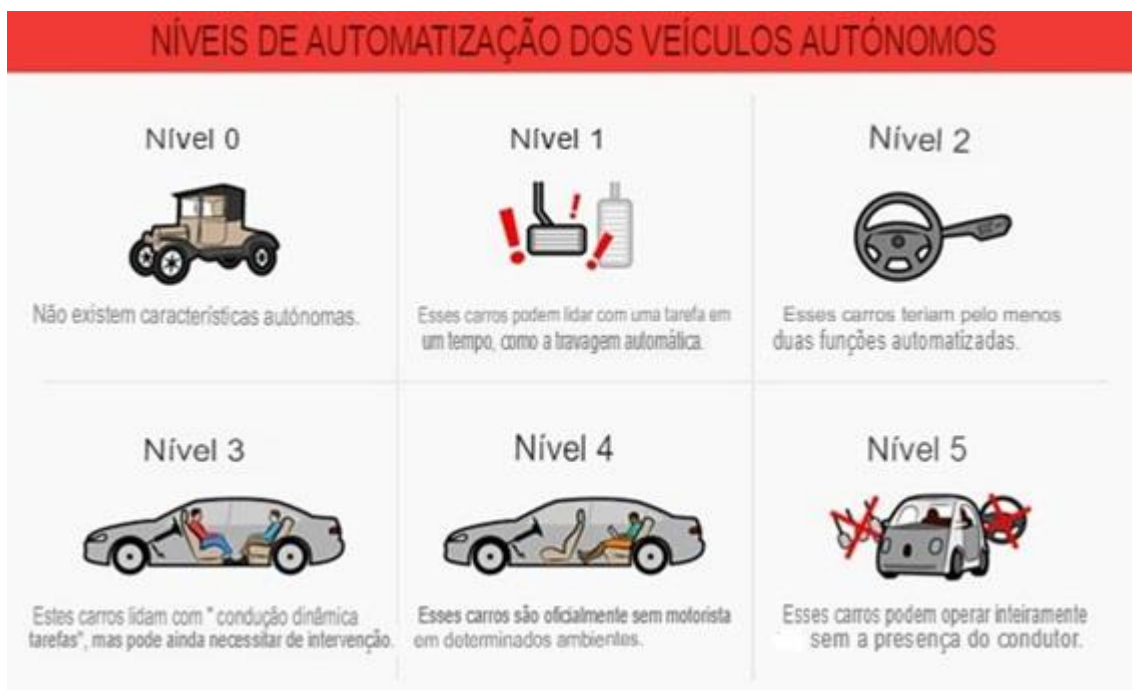 NÍVEIS DE AUTOMATIZAÇÃO DOS VEÍCULOS AUTÓNOMOS
Nível 0
Não existem características autónomas.
Nível 1
Esses carros podem lidar com uma tarefa em
um tempo, como a travagem automática.
Nível 2
Esses carros teriam pelo menos
duas funções automatizadas.
Nível 3
Estes carros lidam com " condução dinâmica
tarefas", mas pode ainda necessitar de intervenção.
Nível 4
Esses carros são oficialmente sem motorista
em determinados ambientes.
Nível 5
Esses carros podem operar inteiramente
sem a presença do condutor.